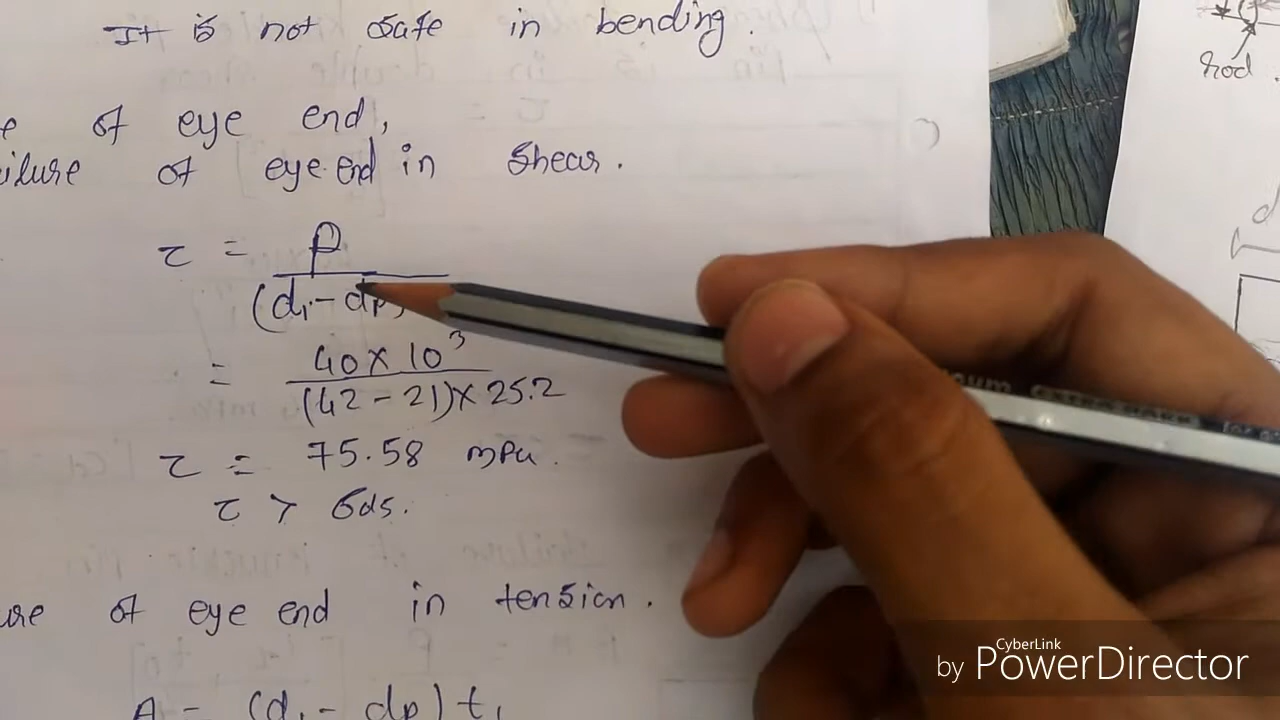 It is not safe in bending.
of eye end,
ilure of eye end in Shear.
τ = P
(d₁ - dp)
= 40 × 10³
(42 - 21) × 25.2
τ = 75.58 mpa.
τ > σds.
ure of eye end in tension.
A = (d₁ - dp) t₁
rod.
d
CyberLink
by PowerDirector